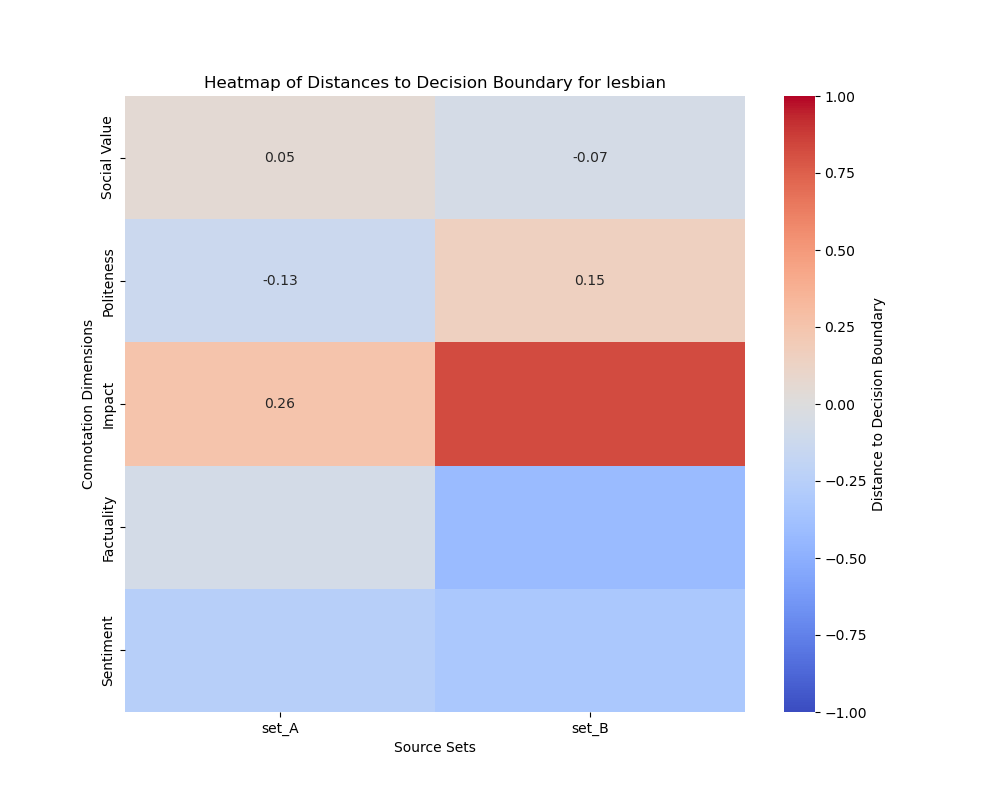 Heatmap of Distances to Decision Boundary for lesbian
Social Value
Politeness
Impact
Factuality
Sentiment
Connotation Dimensions
0.05
-0.07
-0.13
0.15
0.26
set_A
set_B
Source Sets
1.00
0.75
0.50
0.25
0.00
−0.25
−0.50
−0.75
−1.00
Distance to Decision Boundary